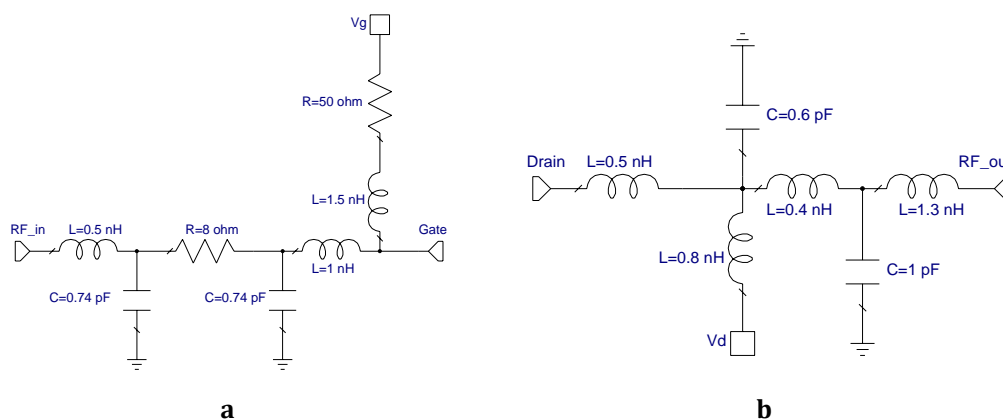 Vg
R=50 ohm
L=1.5 nH
RF_in
L=0.5 nH
R=8 ohm
Gate
L=1 nH
C=0.74 pF
C=0.74 pF
a
C=0.6 pF
Drain
L=0.5 nH
RF_ou
L=0.4 nH
L=1.3 nH
L=0.8 nH
C=1 pF
Vd
b